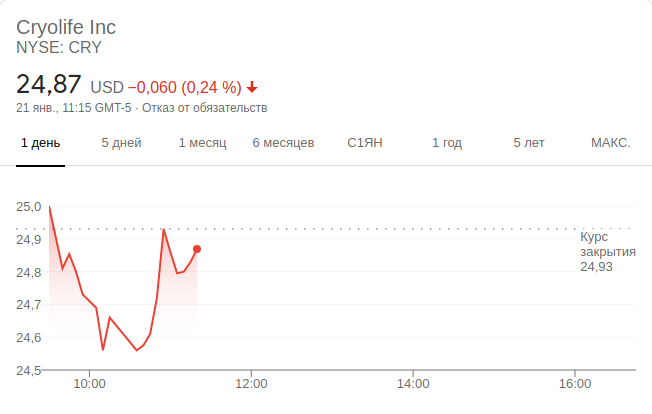 Cryolife Inc
NYSE: CRY
24,87 USD −0,060 (0,24 %)
21 янв., 11:15 GMT-5 · Отказ от обязательств
1 день 5 дней 1 месяц 6 месяцев С1ЯН 1 год 5 лет МАКС.
25,0
24,9
24,8
24,7
24,6
24,5
Курс
закрытия
24,93
10:00 12:00 14:00 16:00